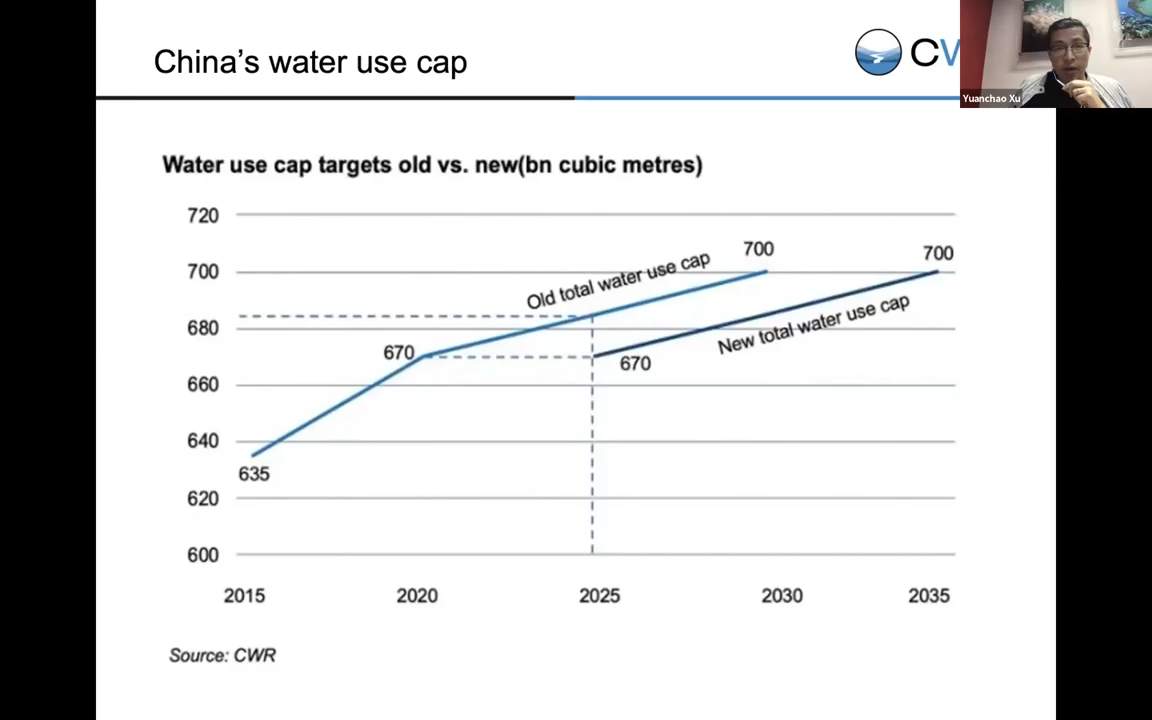 China's water use cap
CW
Yuanchao Xu
Water use cap targets old vs. new(bn cubic metres)
720
700
680
660
640
620
600
Old total water use cap
700
700
670
670
New total water use cap
635
2015 2020 2025 2030 2035
Source: CWR